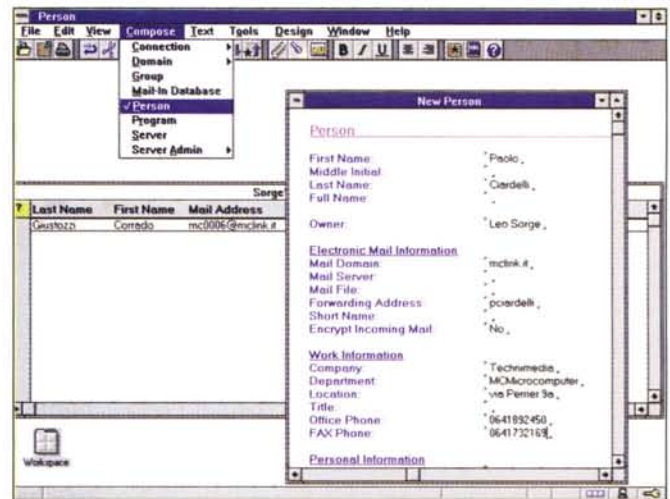 Person
File Edit View Compose Text Tools Design Window Help
B I U
Connection
Domain
Group
Mail-In Database
✓Person
Program
Server
Server Admin
Sorge
? Last Name First Name Mail Address
Giustozzi Corrado mc0006@mclink.it
Workspace
New Person
Person
First Name: Paolo
Middle Initial:
Last Name: Ciardelli
Full Name:
Owner: Leo Sorge
Electronic Mail Information
Mail Domain: mclink.it
Mail Server:
Mail File:
Forwarding Address: pciardelli
Short Name:
Encrypt Incoming Mail: No
Work Information
Company: Technimedia
Department: MCMicrocomputer
Location: via Perrier 9a
Title:
Office Phone: 0641892450
FAX Phone: 0641732169
Personal Information